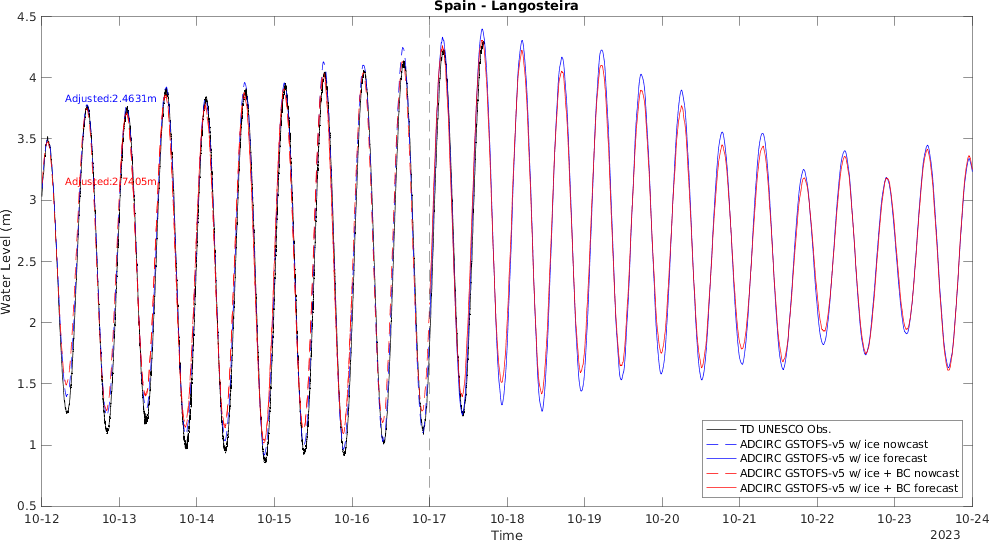 Spain - Langosteira
4.5
4
3.5
3
2.5
2
1.5
1
0.5
Water Level (m)
Adjusted:2.4631m
Adjusted:2.7405m
TD UNESCO Obs.
ADCIRC GSTOFS-v5 w/ ice nowcast
ADCIRC GSTOFS-v5 w/ ice forecast
ADCIRC GSTOFS-v5 w/ ice + BC nowcast
ADCIRC GSTOFS-v5 w/ ice + BC forecast
10-12 10-13 10-14 10-15 10-16 10-17 10-18 10-19 10-20 10-21 10-22 10-23 10-24
Time
2023